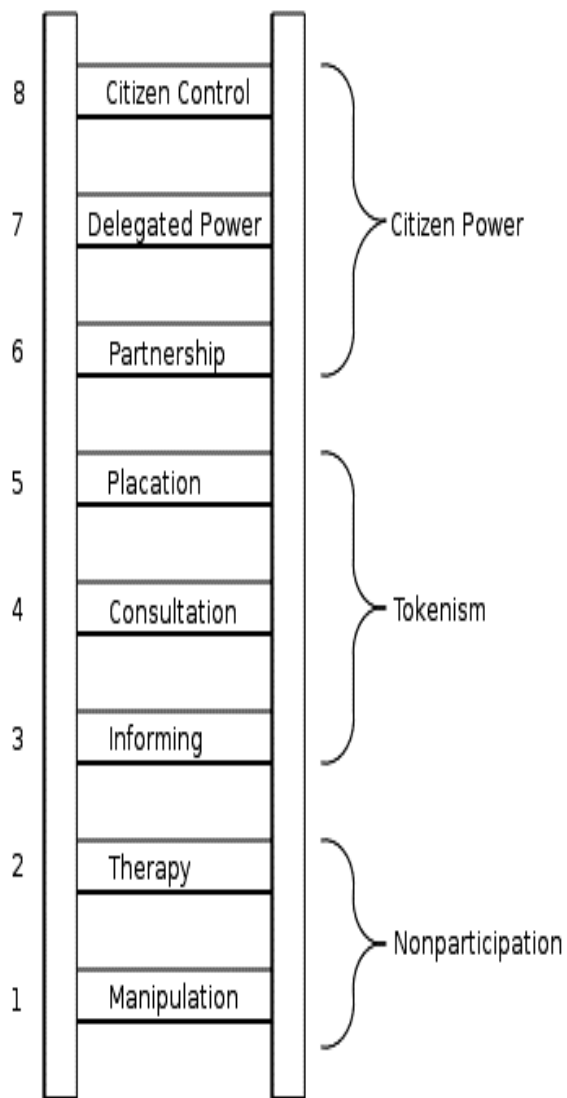 8 Citizen Control
7 Delegated Power
Citizen Power
6 Partnership
5 Placation
4 Consultation
Tokenism
3 Informing
2 Therapy
Nonparticipation
1 Manipulation